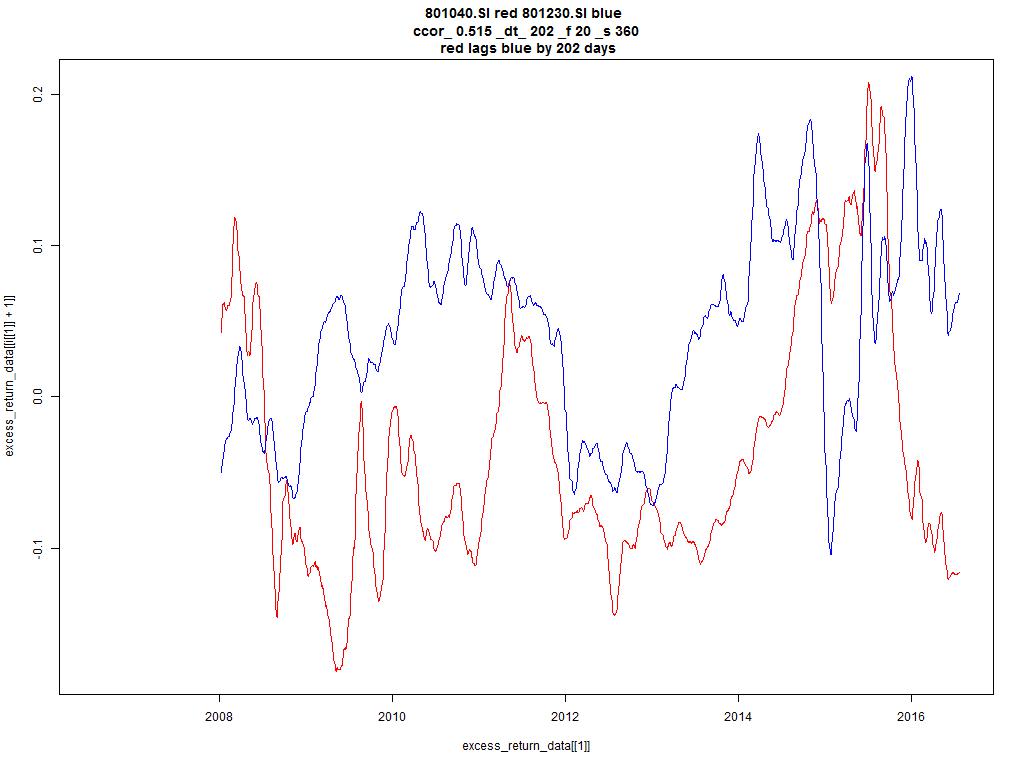 801040.SI red 801230.SI blue
ccor_ 0.515 _dt_ 202 _f 20 _s 360
red lags blue by 202 days
0.2
0.1
0.0
-0.1
excess_return_data[[i[1]] + 1]]
2008 2010 2012 2014 2016
excess_return_data[[1]]